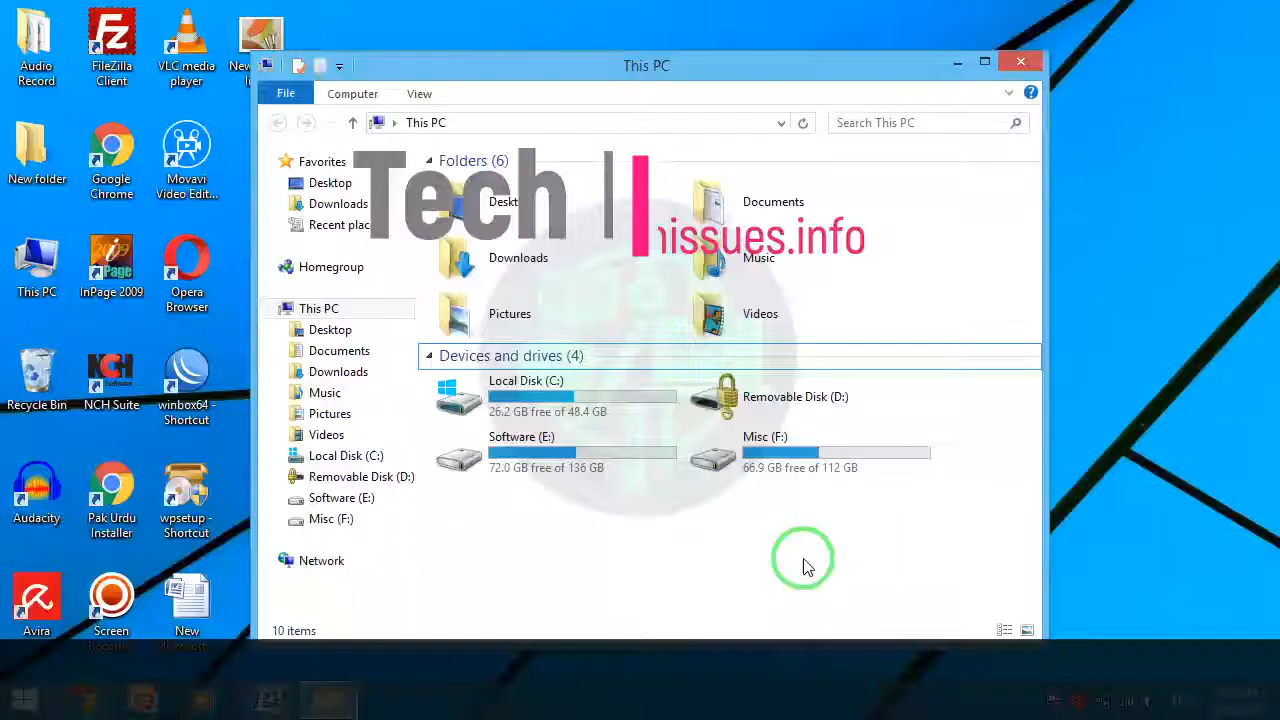 Audio
Record
FileZilla
Client
VLC media
player
New folder
Google
Chrome
Movavi
Video Edit...
This PC
InPage 2009
Opera
Browser
Recycle Bin
NCH Suite
winbox64 -
Shortcut
Audacity
Pak Urdu
Installer
wpsetup -
Shortcut
Avira
Screen
New
This PC
File
Computer
View
This PC
Search This PC
Favorites
Desktop
Downloads
Recent
Homegroup
This PC
Desktop
Documents
Downloads
Music
Pictures
Videos
Local Disk (C:)
Removable Disk (D:)
Software (E:)
Misc (F:)
Network
Folders (6)
Tech
issues.info
Documents
Downloads
Music
Pictures
Videos
Devices and drives (4)
Local Disk (C:)
26.2 GB free of 48.4 GB
Removable Disk (D:)
Software (E:)
72.0 GB free of 136 GB
Misc (F:)
66.9 GB free of 112 GB
10 items